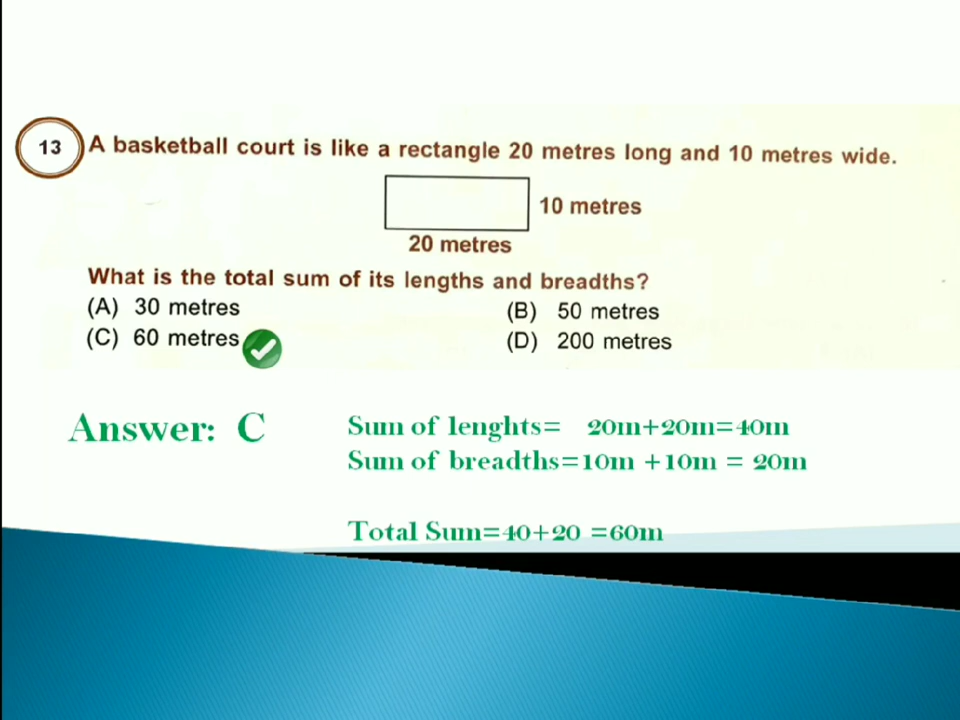 13 A basketball court is like a rectangle 20 metres long and 10 metres wide.
10 metres
20 metres
What is the total sum of its lengths and breadths?
(A) 30 metres (B) 50 metres
(C) 60 metres (D) 200 metres
Answer: C
Sum of lenghts= 20m+20m=40m
Sum of breadths=10m +10m = 20m
Total Sum=40+20 =60m